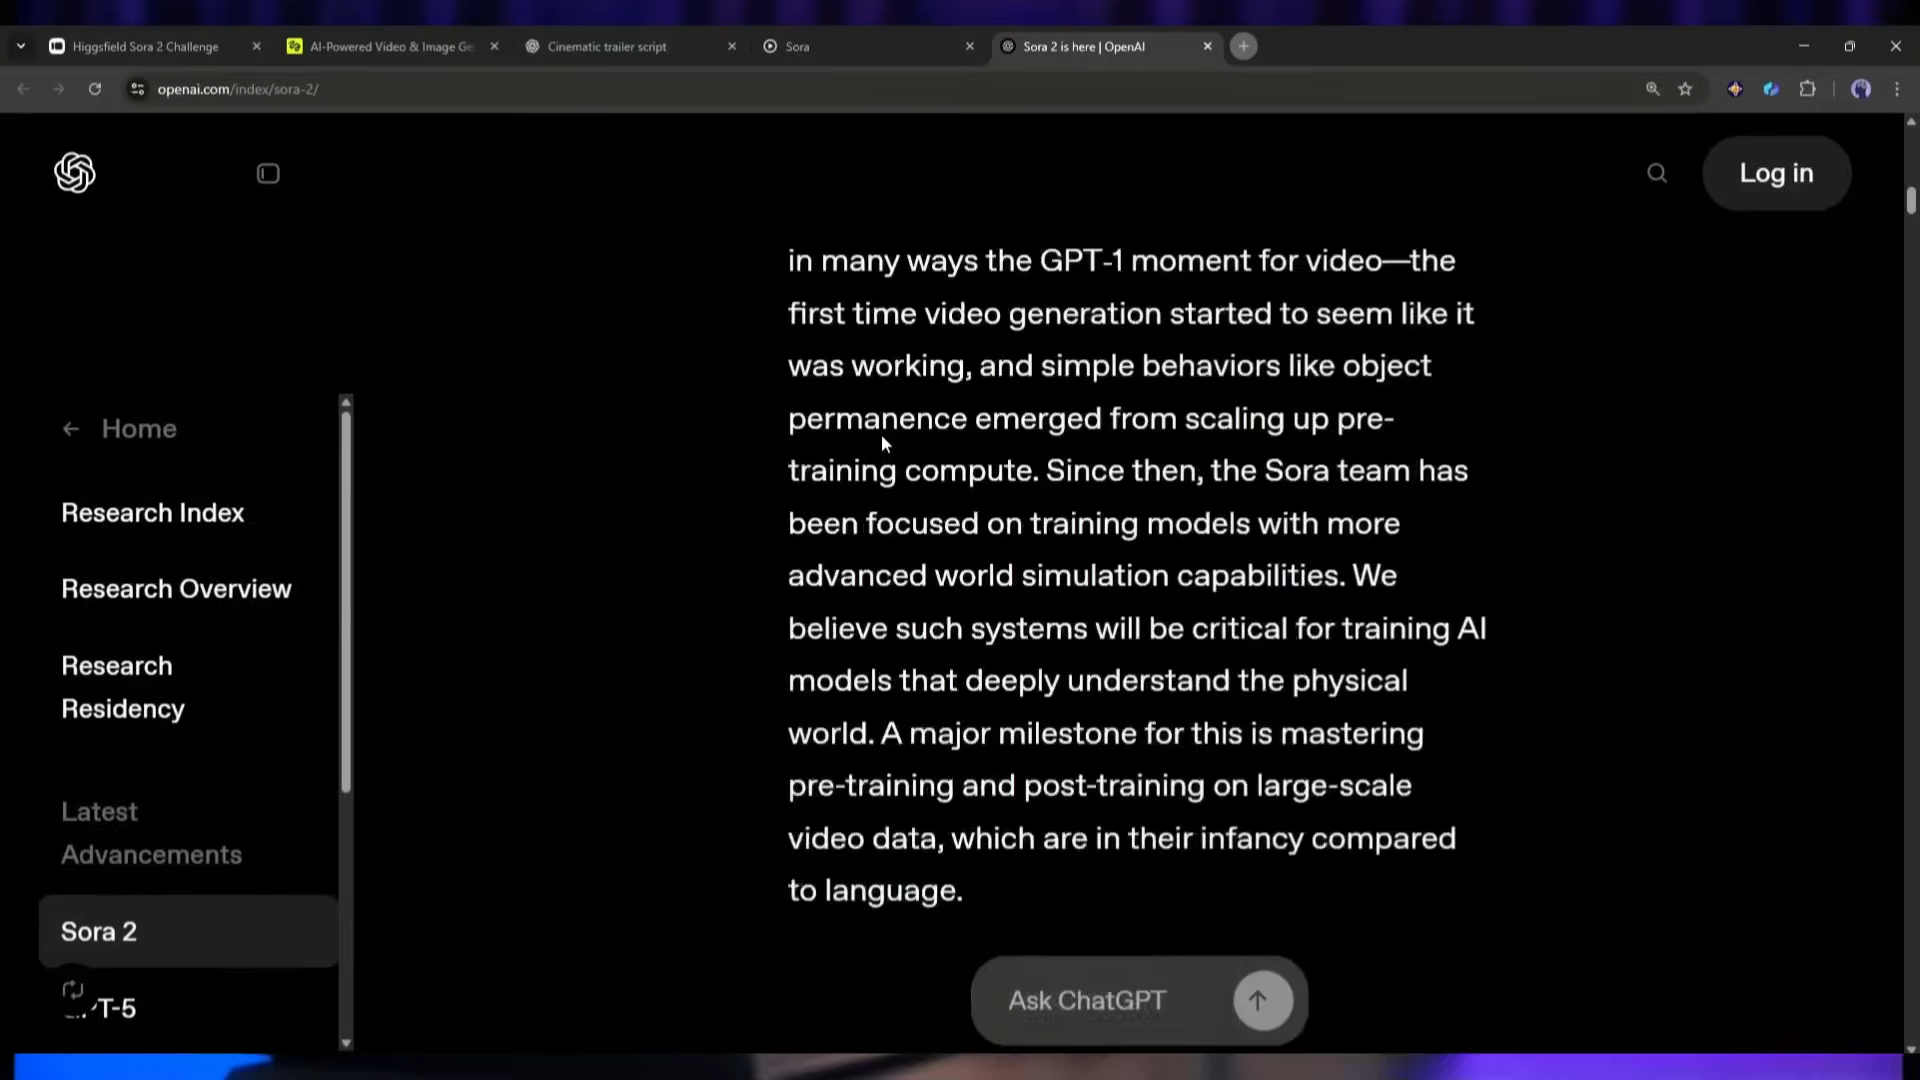 Higgsfield Sora 2 Challenge
AI-Powered Video & Image Ge
Cinematic trailer script
Sora
Sora 2 is here | OpenAI
openai.com/index/sora-2/
Log in
in many ways the GPT-1 moment for video—the
first time video generation started to seem like it
was working, and simple behaviors like object
permanence emerged from scaling up pre-
training compute. Since then, the Sora team has
been focused on training models with more
advanced world simulation capabilities. We
believe such systems will be critical for training AI
models that deeply understand the physical
world. A major milestone for this is mastering
pre-training and post-training on large-scale
video data, which are in their infancy compared
to language.
Home
Research Index
Research Overview
Research
Residency
Latest
Advancements
Sora 2
PT-5
Ask ChatGPT